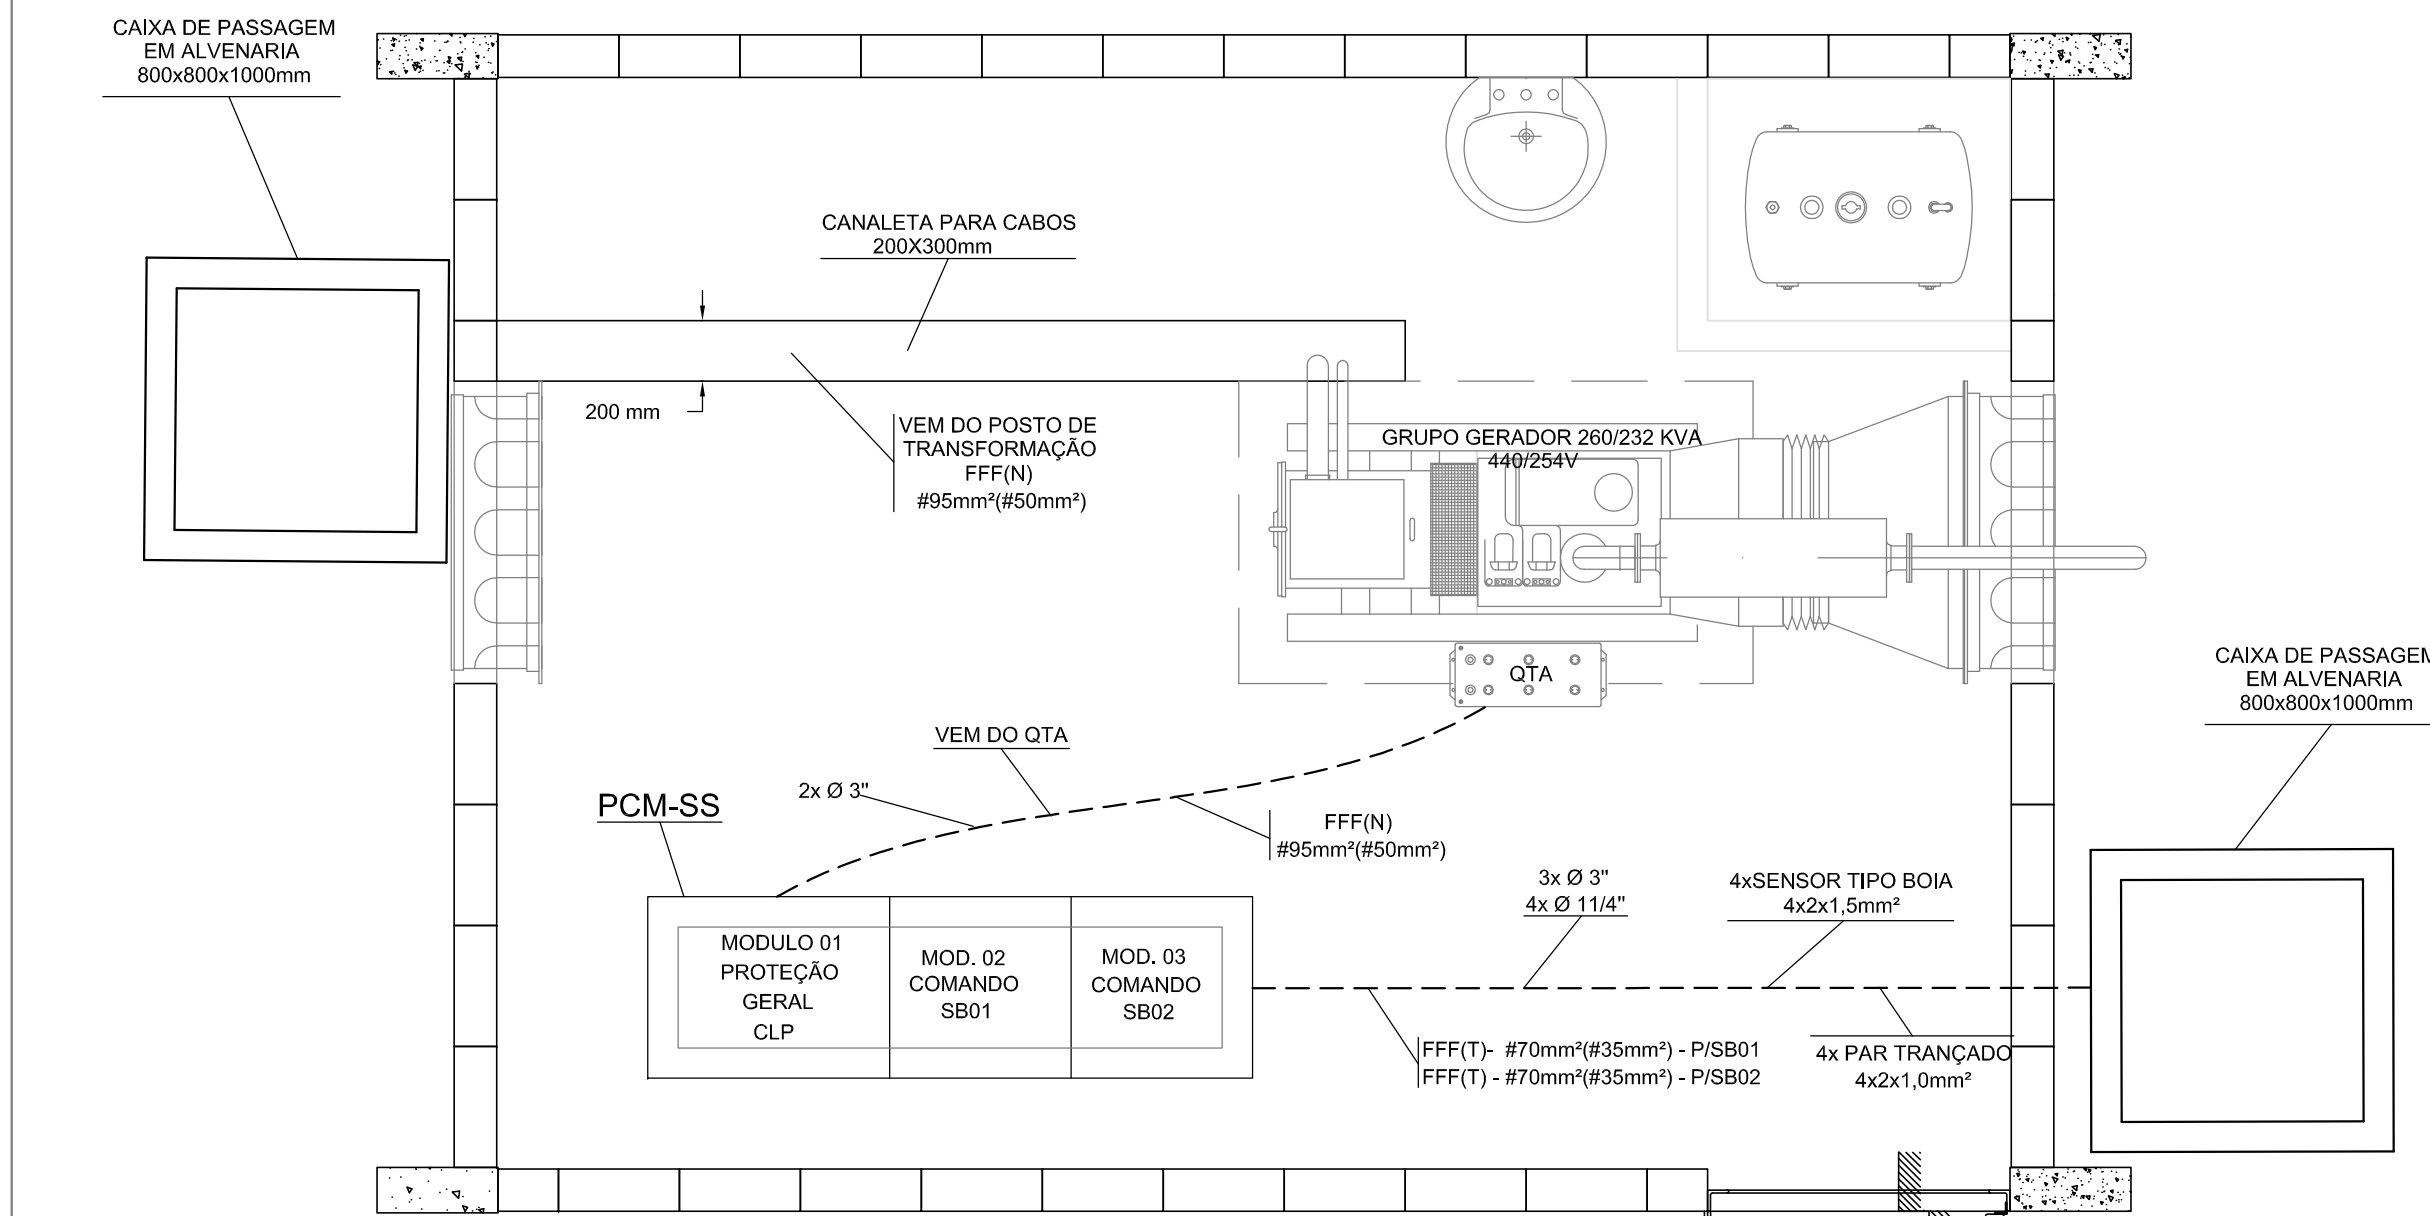 CAIXA DE PASSAGEM
EM ALVENARIA
800x800x1000mm
CANALETA PARA CABOS
200X300mm
200 mm
VEM DO POSTO DE
TRANSFORMAÇÃO
FFF(N)
#95mm²(#50mm²)
GRUPO GERADOR 260/232 KVA
440/254V
QTA
CAIXA DE PASSAGEM
EM ALVENARIA
800x800x1000mm
VEM DO QTA
2x Ø 3"
PCM-SS
FFF(N)
#95mm²(#50mm²)
3x Ø 3"
4x Ø 11/4"
4xSENSOR TIPO BOIA
4x2x1,5mm²
MODULO 01
PROTEÇÃO
GERAL
CLP
MOD. 02
COMANDO
SB01
MOD. 03
COMANDO
SB02
FFF(T)- #70mm²(#35mm²) - P/SB01
FFF(T) - #70mm²(#35mm²) - P/SB02
4x PAR TRANÇADO
4x2x1,0mm²